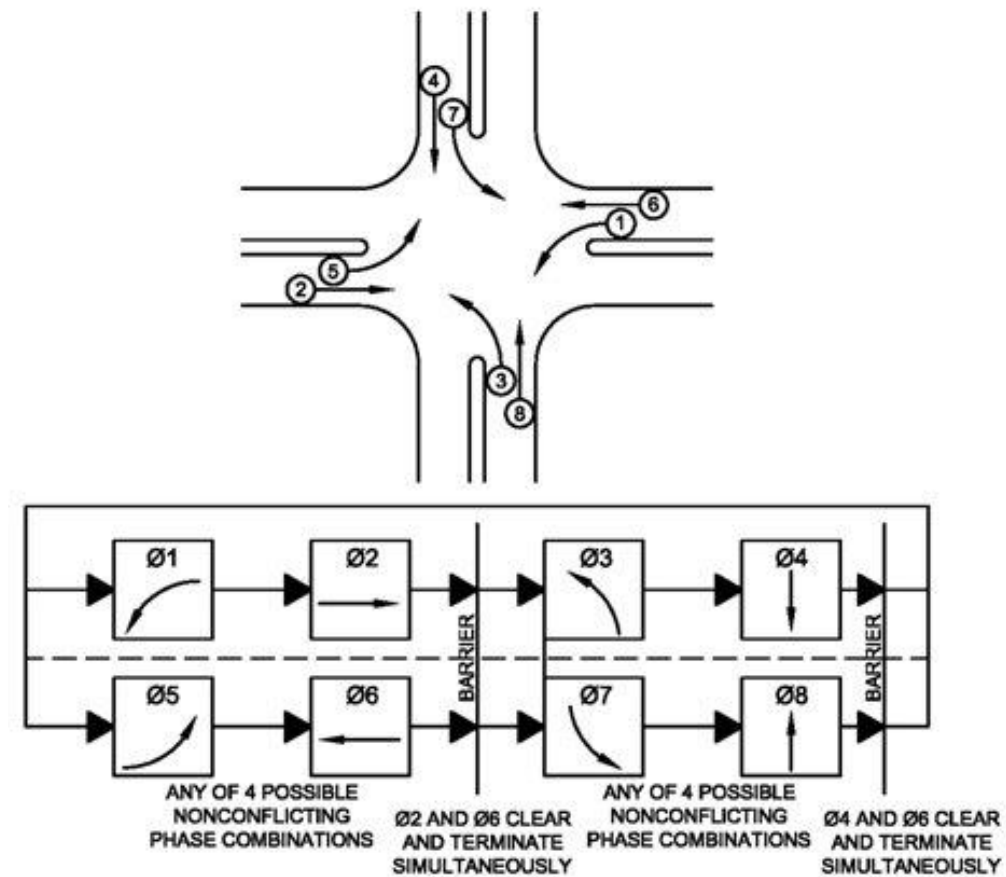 4
7
6
1
5
2
3
8
Ø1
Ø2
Ø3
Ø4
BARRIER
BARRIER
Ø5
Ø6
Ø7
Ø8
ANY OF 4 POSSIBLE
NONCONFLICTING
PHASE COMBINATIONS
Ø2 AND Ø6 CLEAR
AND TERMINATE
SIMULTANEOUSLY
ANY OF 4 POSSIBLE
NONCONFLICTING
PHASE COMBINATIONS
Ø4 AND Ø6 CLEAR
AND TERMINATE
SIMULTANEOUSLY